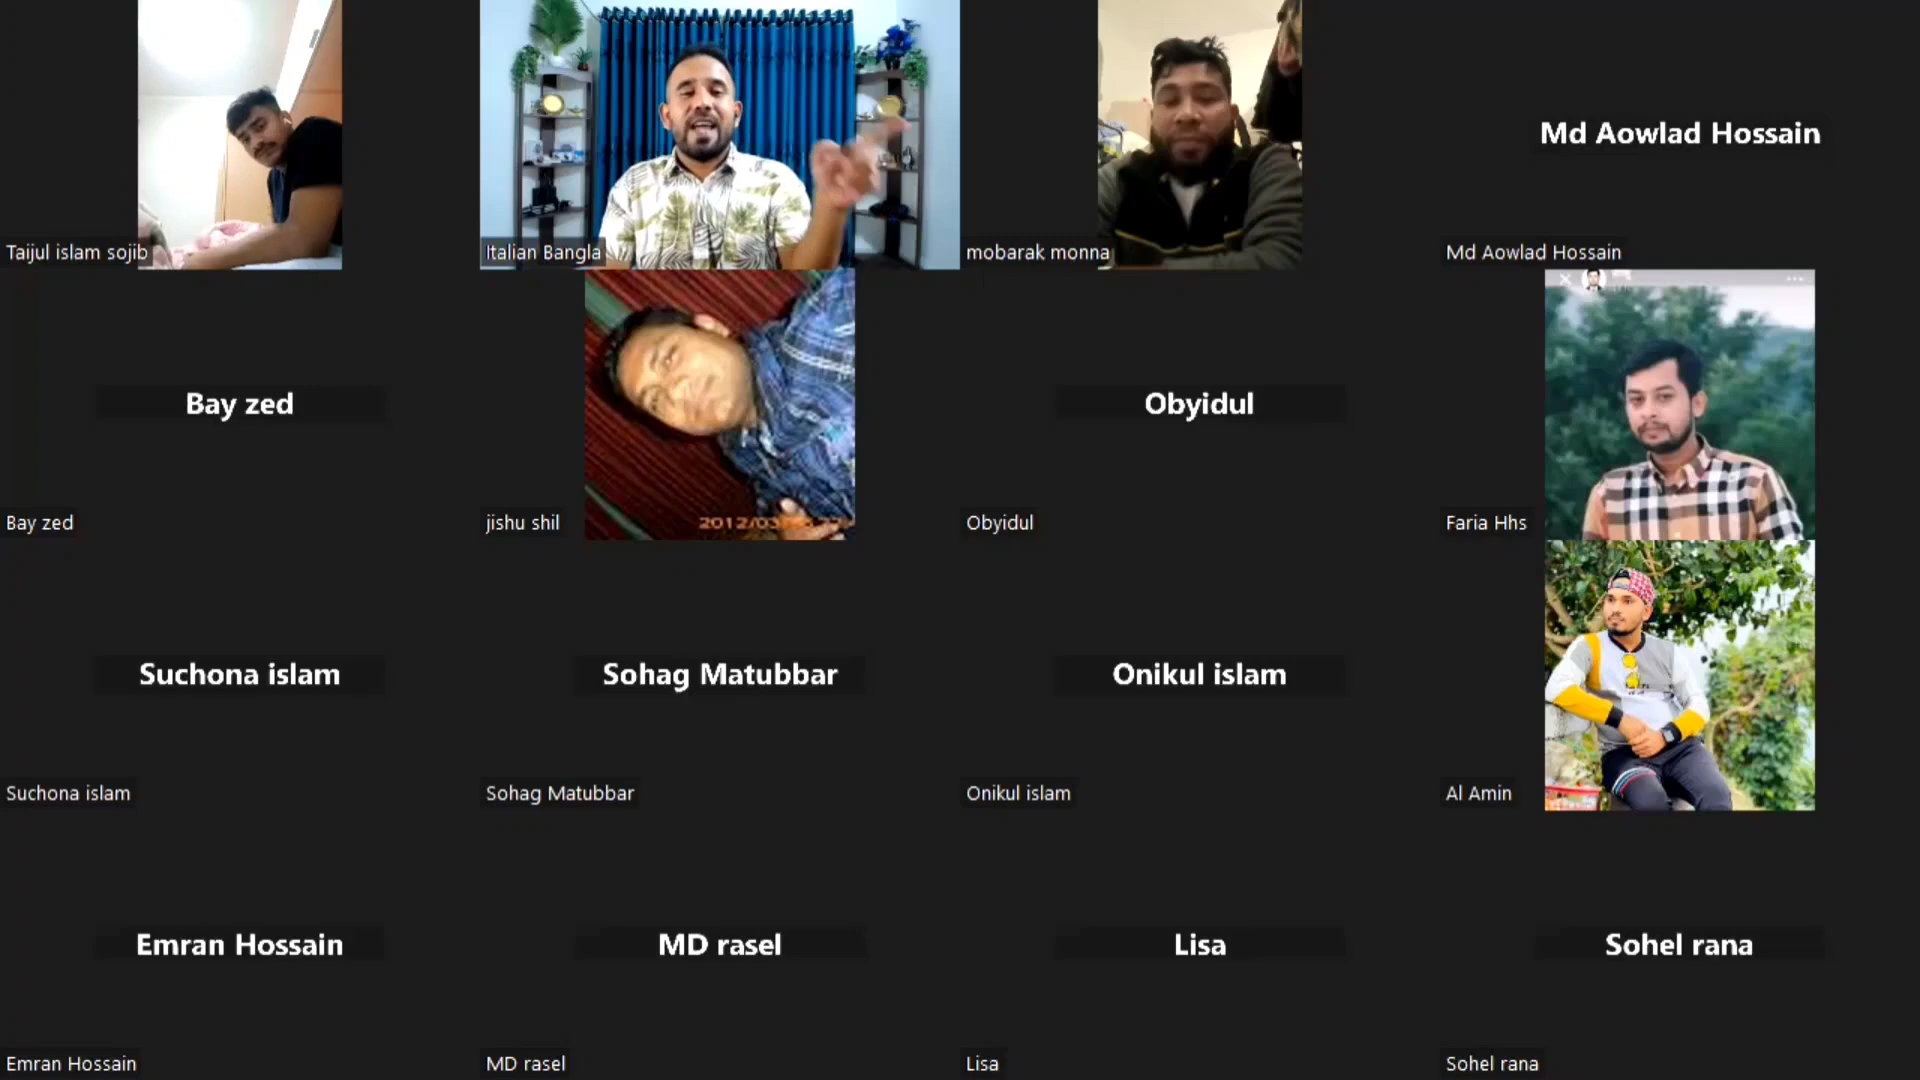 Md Aowlad Hossain
Taijul islam sojib
Italian Bangla
mobarak monna
Md Aowlad Hossain
Bay zed
Obyidul
Bay zed
jishu shil
Obyidul
Faria Hhs
Suchona islam
Sohag Matubbar
Onikul islam
Suchona islam
Sohag Matubbar
Onikul islam
Al Amin
Emran Hossain
MD rasel
Lisa
Sohel rana
Emran Hossain
MD rasel
Lisa
Sohel rana